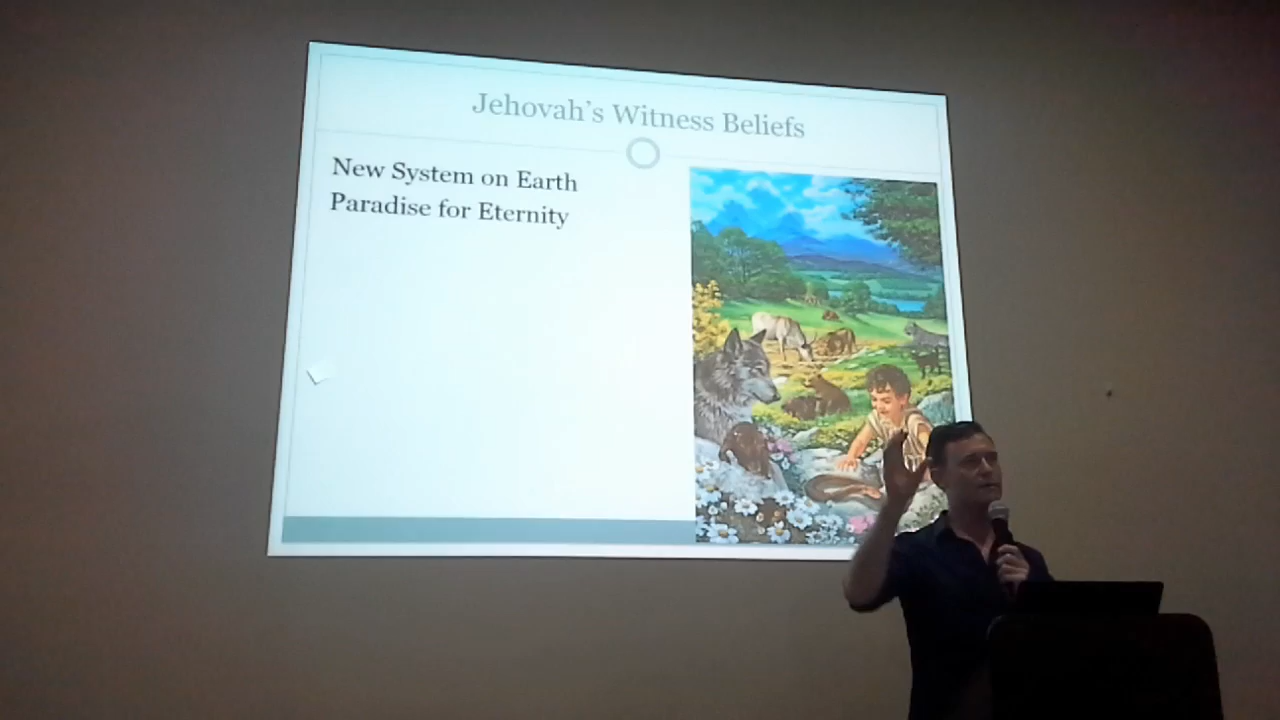 Jehovah's Witness Beliefs
New System on Earth
Paradise for Eternity